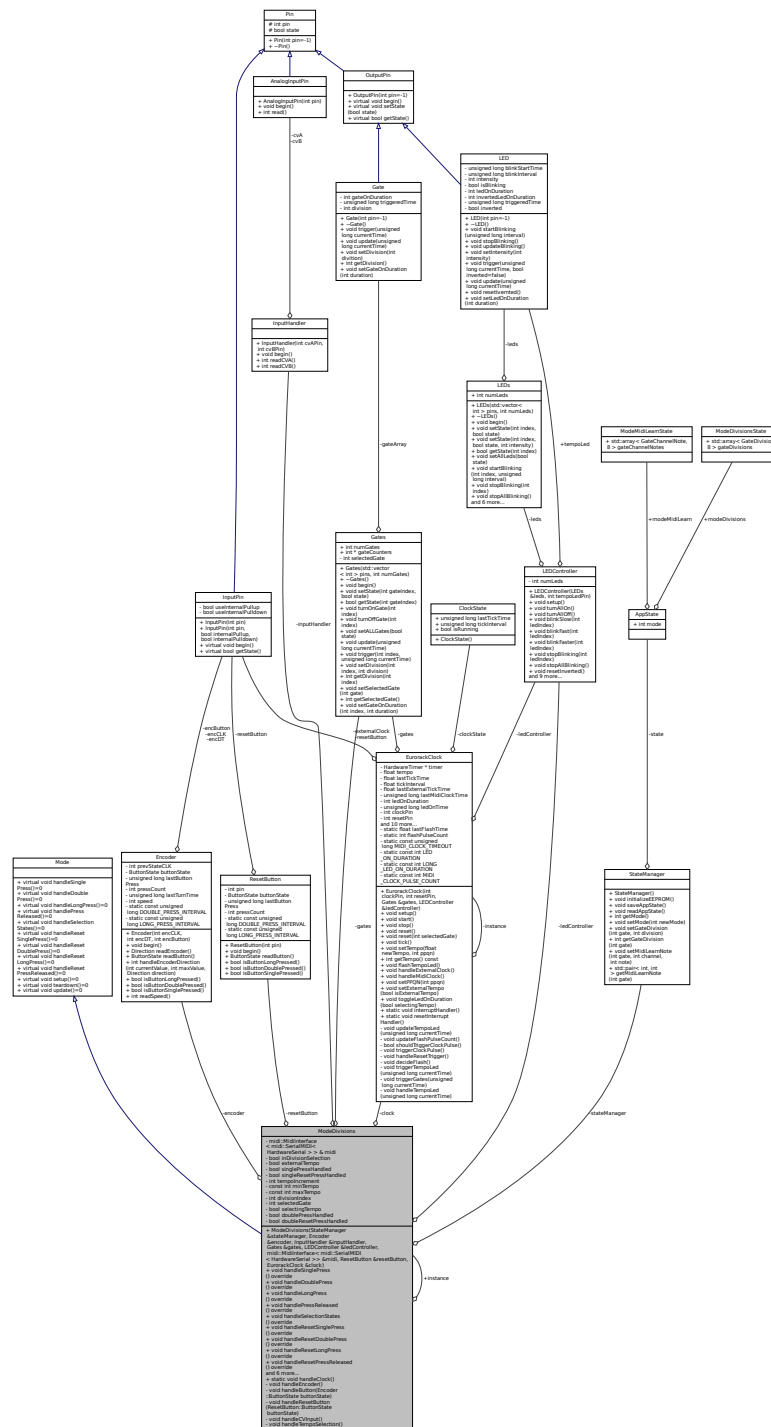 Pin
# int pin
# bool state
+ Pin(int pin=-1)
+ ~Pin()
AnalogInputPin
+ AnalogInputPin(int pin)
+ void begin()
+ int read()
OutputPin
+ OutputPin(int pin=-1)
+ virtual void begin()
+ virtual void setState
(bool state)
+ virtual bool getState()
-cvA
-cvB
LED
- unsigned long blinkStartTime
- unsigned long blinkInterval
- int intensity
- bool isBlinking
- int ledOnDuration
- int invertedLedOnDuration
- unsigned long triggeredTime
- bool inverted
+ LED(int pin=-1)
+ ~LED()
+ void startBlinking
(unsigned long interval)
+ void stopBlinking()
+ void updateBlinking()
+ void setIntensity(int
intensity)
+ void trigger(unsigned
long currentTime, bool
inverted=false)
+ void update(unsigned
long currentTime)
+ void resetIvernted()
+ void setLedOnDuration
(int duration)
Gate
- int gateOnDuration
- unsigned long triggeredTime
- int division
+ Gate(int pin=-1)
+ ~Gate()
+ void trigger(unsigned
long currentTime)
+ void update(unsigned
long currentTime)
+ void setDivision(int
divition)
+ int getDivision()
+ void setGateOnDuration
(int duration)
InputHandler
+ InputHandler(int cvAPin,
int cvBPin)
+ void begin()
+ int readCVA()
+ int readCVB()
-leds
-gateArray
+tempoLed
LEDs
+ int numLeds
+ LEDs(std::vector<
int > pins, int numLeds)
+ ~LEDs()
+ void begin()
+ void setState(int index,
bool state)
+ void setState(int index,
bool state, int intensity)
+ bool getState(int index)
+ void setAllLeds(bool
state)
+ void startBlinking
(int index, unsigned
long interval)
+ void stopBlinking(int
index)
+ void stopAllBlinking()
and 6 more...
ModeMidiLearnState
+ std::array< GateChannelNote,
8 > gateChannelNotes
ModeDivisionsState
+ std::array< GateDivision,
8 > gateDivisions
-leds
+modeMidiLearn
+modeDivisions
Gates
+ int numGates
+ int * gateCounters
- int selectedGate
+ Gates(std::vector
< int > pins, int numGates)
+ ~Gates()
+ void begin()
+ void setState(int gateIndex,
bool state)
+ bool getState(int gateIndex)
+ void turnOnGate(int
index)
+ void turnOffGate(int
index)
+ void setALLGates(bool
state)
+ void update(unsigned
long currentTime)
+ void trigger(int index,
unsigned long currentTime)
+ void setDivision(int
index, int division)
+ int getDivision(int
index)
+ void setSelectedGate
(int gate)
+ int getSelectedGate()
+ void setGateOnDuration
(int index, int duration)
InputPin
- bool useInternalPullup
- bool useInternalPulldown
+ InputPin(int pin)
+ InputPin(int pin,
bool internalPullup,
bool internalPulldown)
+ virtual void begin()
+ virtual bool getState()
-inputHandler
ClockState
+ unsigned long lastTickTime
+ unsigned long tickInterval
+ bool isRunning
+ ClockState()
LEDController
- int numLeds
+ LEDController(LEDs
&leds, int tempoLedPin)
+ void setup()
+ void turnAllOn()
+ void turnAllOff()
+ void blinkSlow(int
ledIndex)
+ void blinkFast(int
ledIndex)
+ void blinkFaster(int
ledIndex)
+ void stopBlinking(int
ledIndex)
+ void stopAllBlinking()
+ void resetInverted()
and 9 more...
AppState
+ int mode
-encButton
-encCLK
-encDT
-resetButton
-externalClock
-resetButton
-gates
-clockState
-ledController
-state
EurorackClock
- HardwareTimer * timer
- float tempo
- float lastTickTime
- float tickInterval
- float lastExternalTickTime
- unsigned long lastMidiClockTime
- int ledOnDuration
- unsigned long ledOnTime
- int clockPin
- int resetPin
and 10 more...
- static float lastFlashTime
- static int flashPulseCount
- static const unsigned
long MIDI_CLOCK_TIMEOUT
- static const int LED
_ON_DURATION
- static const int LONG
_LED_ON_DURATION
- static const int MIDI
_CLOCK_PULSE_COUNT
+ EurorackClock(int
clockPin, int resetPin,
Gates &gates, LEDController
&ledController)
+ void setup()
+ void start()
+ void stop()
+ void reset()
+ void reset(int selectedGate)
+ void tick()
+ void setTempo(float
newTempo, int ppqn)
+ int getTempo() const
+ void flashTempoLed()
+ void handleExternalClock()
+ void handleMidiClock()
+ void setPPQN(int ppqn)
+ void setExternalTempo
(bool isExternalTempo)
+ void toggleLedOnDuration
(bool selectingTempo)
+ static void interruptHandler()
+ static void resetInterrupt
Handler()
- void updateTempoLed
(unsigned long currentTime)
- void updateFlashPulseCount()
- bool shouldTriggerClockPulse()
- void triggerClockPulse()
- void handleResetTrigger()
- void decideFlash()
- void triggerTempoLed
(unsigned long currentTime)
- void triggerGates(unsigned
long currentTime)
- void handleTempoLed
(unsigned long currentTime)
-instance
Mode
+ virtual void handleSingle
Press()=0
+ virtual void handleDouble
Press()=0
+ virtual void handleLongPress()=0
+ virtual void handlePress
Released()=0
+ virtual void handleSelection
States()=0
+ virtual void handleReset
SinglePress()=0
+ virtual void handleReset
DoublePress()=0
+ virtual void handleReset
LongPress()=0
+ virtual void handleReset
PressReleased()=0
+ virtual void setup()=0
+ virtual void teardown()=0
+ virtual void update()=0
Encoder
- int prevStateCLK
- ButtonState buttonState
- unsigned long lastButton
Press
- int pressCount
- unsigned long lastTurnTime
- int speed
- static const unsigned
long DOUBLE_PRESS_INTERVAL
- static const unsigned
long LONG_PRESS_INTERVAL
+ Encoder(int encCLK,
int encDT, int encButton)
+ void begin()
+ Direction readEncoder()
+ ButtonState readButton()
+ int handleEncoderDirection
(int currentValue, int maxValue,
Direction direction)
+ bool isButtonLongPressed()
+ bool isButtonDoublePressed()
+ bool isButtonSinglePressed()
+ int readSpeed()
ResetButton
- int pin
- ButtonState buttonState
- unsigned long lastButton
Press
- int pressCount
- static const unsigned
long DOUBLE_PRESS_INTERVAL
- static const unsigned
long LONG_PRESS_INTERVAL
+ ResetButton(int pin)
+ void begin()
+ ButtonState readButton()
+ bool isButtonLongPressed()
+ bool isButtonDoublePressed()
+ bool isButtonSinglePressed()
StateManager
+ StateManager()
+ void initializeEEPROM()
+ void saveAppState()
+ void readAppState()
+ int getMode()
+ void setMode(int newMode)
+ void setGateDivision
(int gate, int division)
+ int getGateDivision
(int gate)
+ void setMidiLearnNote
(int gate, int channel,
int note)
+ std::pair< int, int
> getMidiLearnNote
(int gate)
-gates
-ledController
-encoder
-resetButton
-clock
-stateManager
ModeDivisions
- midi::MidiInterface
< midi::SerialMIDI<
HardwareSerial > > & midi
- bool inDivisionSelection
- bool externalTempo
- bool singlePressHandled
- bool singleResetPressHandled
- int tempoIncrement
- const int minTempo
- const int maxTempo
- int divisionIndex
- int selectedGate
- bool selectingTempo
- bool doublePressHandled
- bool doubleResetPressHandled
+ ModeDivisions(StateManager
&stateManager, Encoder
&encoder, InputHandler &inputHandler,
Gates &gates, LEDController &ledController,
midi::MidiInterface< midi::SerialMIDI
< HardwareSerial >> &midi, ResetButton &resetButton,
EurorackClock &clock)
+ void handleSinglePress
() override
+ void handleDoublePress
() override
+ void handleLongPress
() override
+ void handlePressReleased
() override
+ void handleSelectionStates
() override
+ void handleResetSinglePress
() override
+ void handleResetDoublePress
() override
+ void handleResetLongPress
() override
+ void handleResetPressReleased
() override
and 6 more...
+ static void handleClock()
- void handleEncoder()
- void handleButton(Encoder
::ButtonState buttonState)
- void handleResetButton
(ResetButton::ButtonState
buttonState)
- void handleCVInput()
- void handleTempoSelection()
+instance